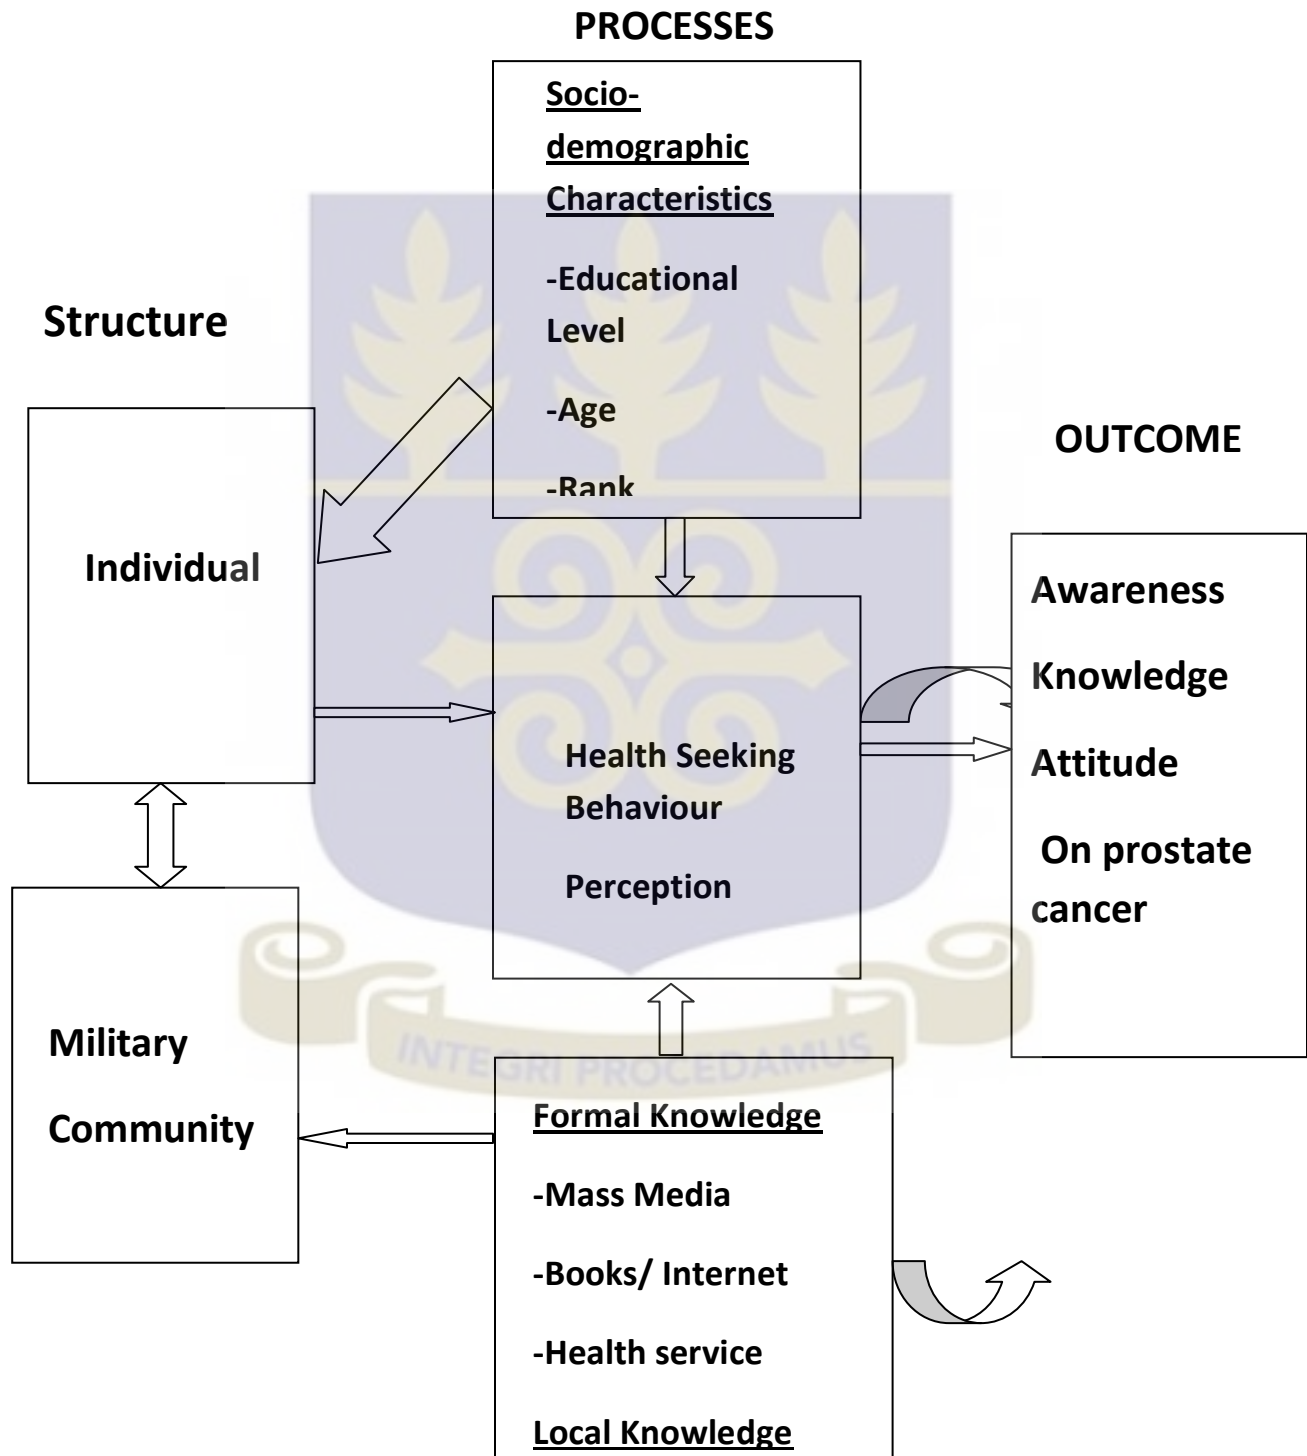 PROCESSES
Socio-
demographic
Characteristics
-Educational
Level
-Age
-Rank
Structure
Individual
OUTCOME
Awareness
Knowledge
Attitude
On prostate
cancer
Health Seeking
Behaviour
Perception
Military
Community
INTEGRI PROCEDAMUS
Formal Knowledge
-Mass Media
-Books/ Internet
-Health service
Local Knowledge